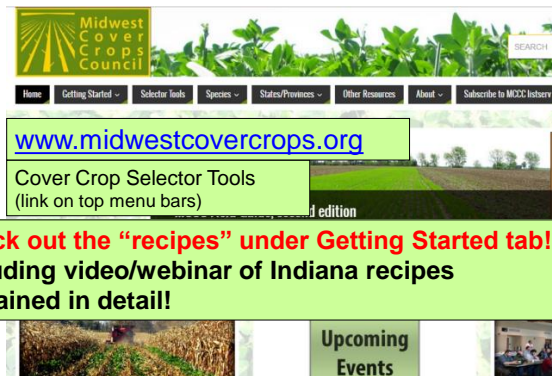 Midwest
Cover
Crops
Council
SEARCH
Home Getting Started Selector Tools Species States/Provinces Other Resources About Subscribe to MCCC listserv
www.midwestcovercrops.org
Cover Crop Selector Tools
(link on top menu bars)
d edition
ck out the “recipes” under Getting Started tab!
uding video/webinar of Indiana recipes
ained in detail!
Upcoming
Events